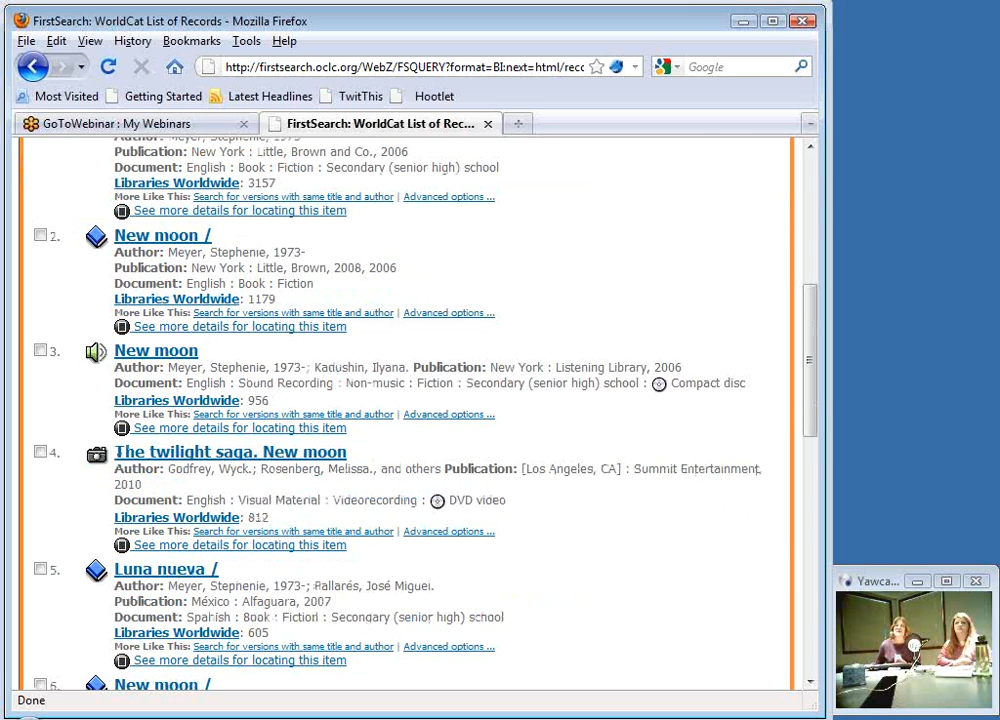 FirstSearch: WorldCat List of Records - Mozilla Firefox
File Edit View History Bookmarks Tools Help
http://firstsearch.oclc.org/WebZ/FSQUERY?format=BI:next=html/recc
Google
Most Visited Getting Started Latest Headlines TwitThis Hootlet
GoToWebinar : My Webinars
FirstSearch: WorldCat List of Rec...
Author: Meyer, Stephenie, 1973-
Publication: New York : Little, Brown and Co., 2006
Document: English : Book : Fiction : Secondary (senior high) school
Libraries Worldwide: 3157
More Like This: Search for versions with same title and author | Advanced options ...
See more details for locating this item
2. New moon /
Author: Meyer, Stephenie, 1973-
Publication: New York : Little, Brown, 2008, 2006
Document: English : Book : Fiction
Libraries Worldwide: 1179
More Like This: Search for versions with same title and author | Advanced options ...
See more details for locating this item
3. New moon
Author: Meyer, Stephenie, 1973-; Kadushin, Ilyana. Publication: New York : Listening Library, 2006
Document: English : Sound Recording : Non-music : Fiction : Secondary (senior high) school : Compact disc
Libraries Worldwide: 956
More Like This: Search for versions with same title and author | Advanced options ...
See more details for locating this item
4. The twilight saga. New moon
Author: Godfrey, Wyck.; Rosenberg, Melissa., and others Publication: [Los Angeles, CA] : Summit Entertainment,
2010
Document: English : Visual Material : Videorecording : DVD video
Libraries Worldwide: 812
More Like This: Search for versions with same title and author | Advanced options ...
See more details for locating this item
5. Luna nueva /
Author: Meyer, Stephenie, 1973-; Pallarés, José Miguel.
Publication: México : Alfaguara, 2007
Document: Spanish : Book : Fiction : Secondary (senior high) school
Libraries Worldwide: 605
More Like This: Search for versions with same title and author | Advanced options ...
See more details for locating this item
6. New moon /
Done
Yawca...